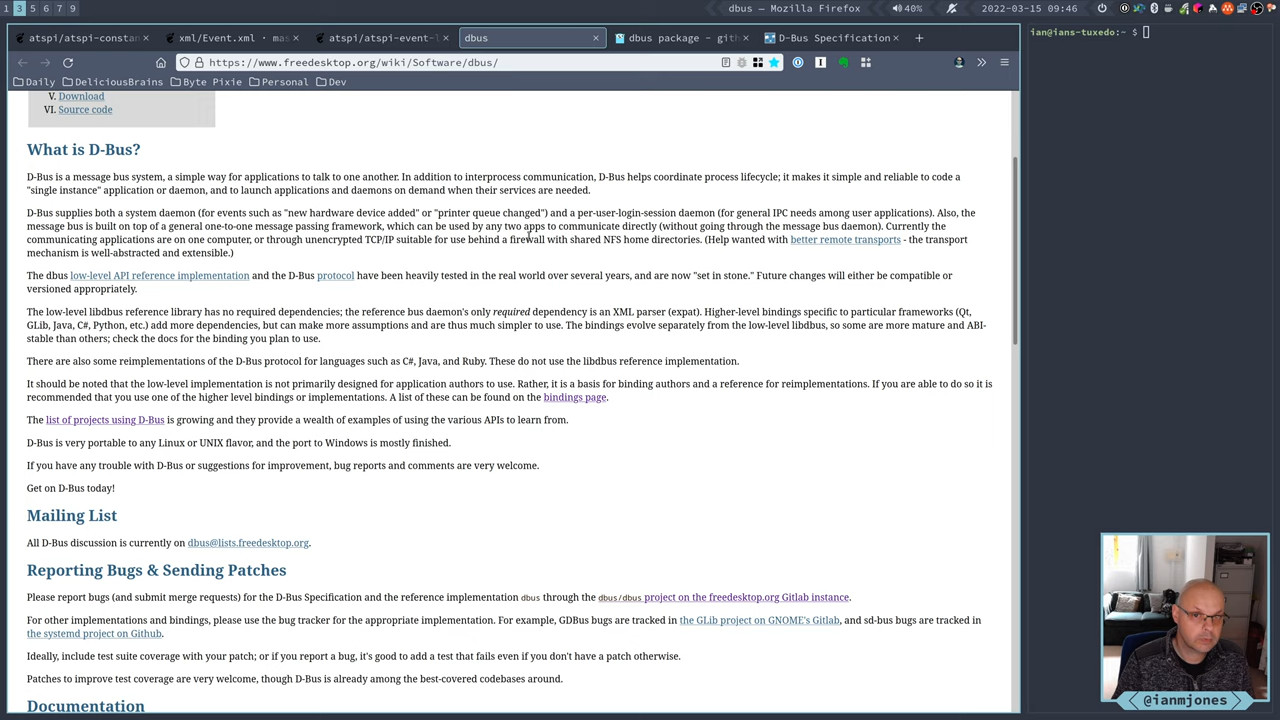 1 3 5 6 7 9
dbus — Mozilla Firefox
40%
2022-03-15 09:46
atspi/atspi-constan
xml/Event.xml · mas
atspi/atspi-event-l
dbus
dbus package - gith
D-Bus Specification
https://www.freedesktop.org/wiki/Software/dbus/
Daily DeliciousBrains Byte Pixie Personal Dev
ian@ians-tuxedo:~ $
V. Download
VI. Source code
What is D-Bus?
D-Bus is a message bus system, a simple way for applications to talk to one another. In addition to interprocess communication, D-Bus helps coordinate process lifecycle; it makes it simple and reliable to code a
"single instance" application or daemon, and to launch applications and daemons on demand when their services are needed.
D-Bus supplies both a system daemon (for events such as "new hardware device added" or "printer queue changed") and a per-user-login-session daemon (for general IPC needs among user applications). Also, the
message bus is built on top of a general one-to-one message passing framework, which can be used by any two apps to communicate directly (without going through the message bus daemon). Currently the
communicating applications are on one computer, or through unencrypted TCP/IP suitable for use behind a firewall with shared NFS home directories. (Help wanted with better remote transports - the transport
mechanism is well-abstracted and extensible.)
The dbus low-level API reference implementation and the D-Bus protocol have been heavily tested in the real world over several years, and are now "set in stone." Future changes will either be compatible or
versioned appropriately.
The low-level libdbus reference library has no required dependencies; the reference bus daemon's only required dependency is an XML parser (expat). Higher-level bindings specific to particular frameworks (Qt,
GLib, Java, C#, Python, etc.) add more dependencies, but can make more assumptions and are thus much simpler to use. The bindings evolve separately from the low-level libdbus, so some are more mature and ABI-
stable than others; check the docs for the binding you plan to use.
There are also some reimplementations of the D-Bus protocol for languages such as C#, Java, and Ruby. These do not use the libdbus reference implementation.
It should be noted that the low-level implementation is not primarily designed for application authors to use. Rather, it is a basis for binding authors and a reference for reimplementations. If you are able to do so it is
recommended that you use one of the higher level bindings or implementations. A list of these can be found on the bindings page.
The list of projects using D-Bus is growing and they provide a wealth of examples of using the various APIs to learn from.
D-Bus is very portable to any Linux or UNIX flavor, and the port to Windows is mostly finished.
If you have any trouble with D-Bus or suggestions for improvement, bug reports and comments are very welcome.
Get on D-Bus today!
Mailing List
All D-Bus discussion is currently on dbus@lists.freedesktop.org.
Reporting Bugs & Sending Patches
Please report bugs (and submit merge requests) for the D-Bus Specification and the reference implementation dbus through the dbus/dbus project on the freedesktop.org Gitlab instance.
For other implementations and bindings, please use the bug tracker for the appropriate implementation. For example, GDBus bugs are tracked in the GLib project on GNOME's Gitlab, and sd-bus bugs are tracked in
the systemd project on Github.
Ideally, include test suite coverage with your patch; or if you report a bug, it's good to add a test that fails even if you don't have a patch otherwise.
Patches to improve test coverage are very welcome, though D-Bus is already among the best-covered codebases around.
Documentation
@ianmjones